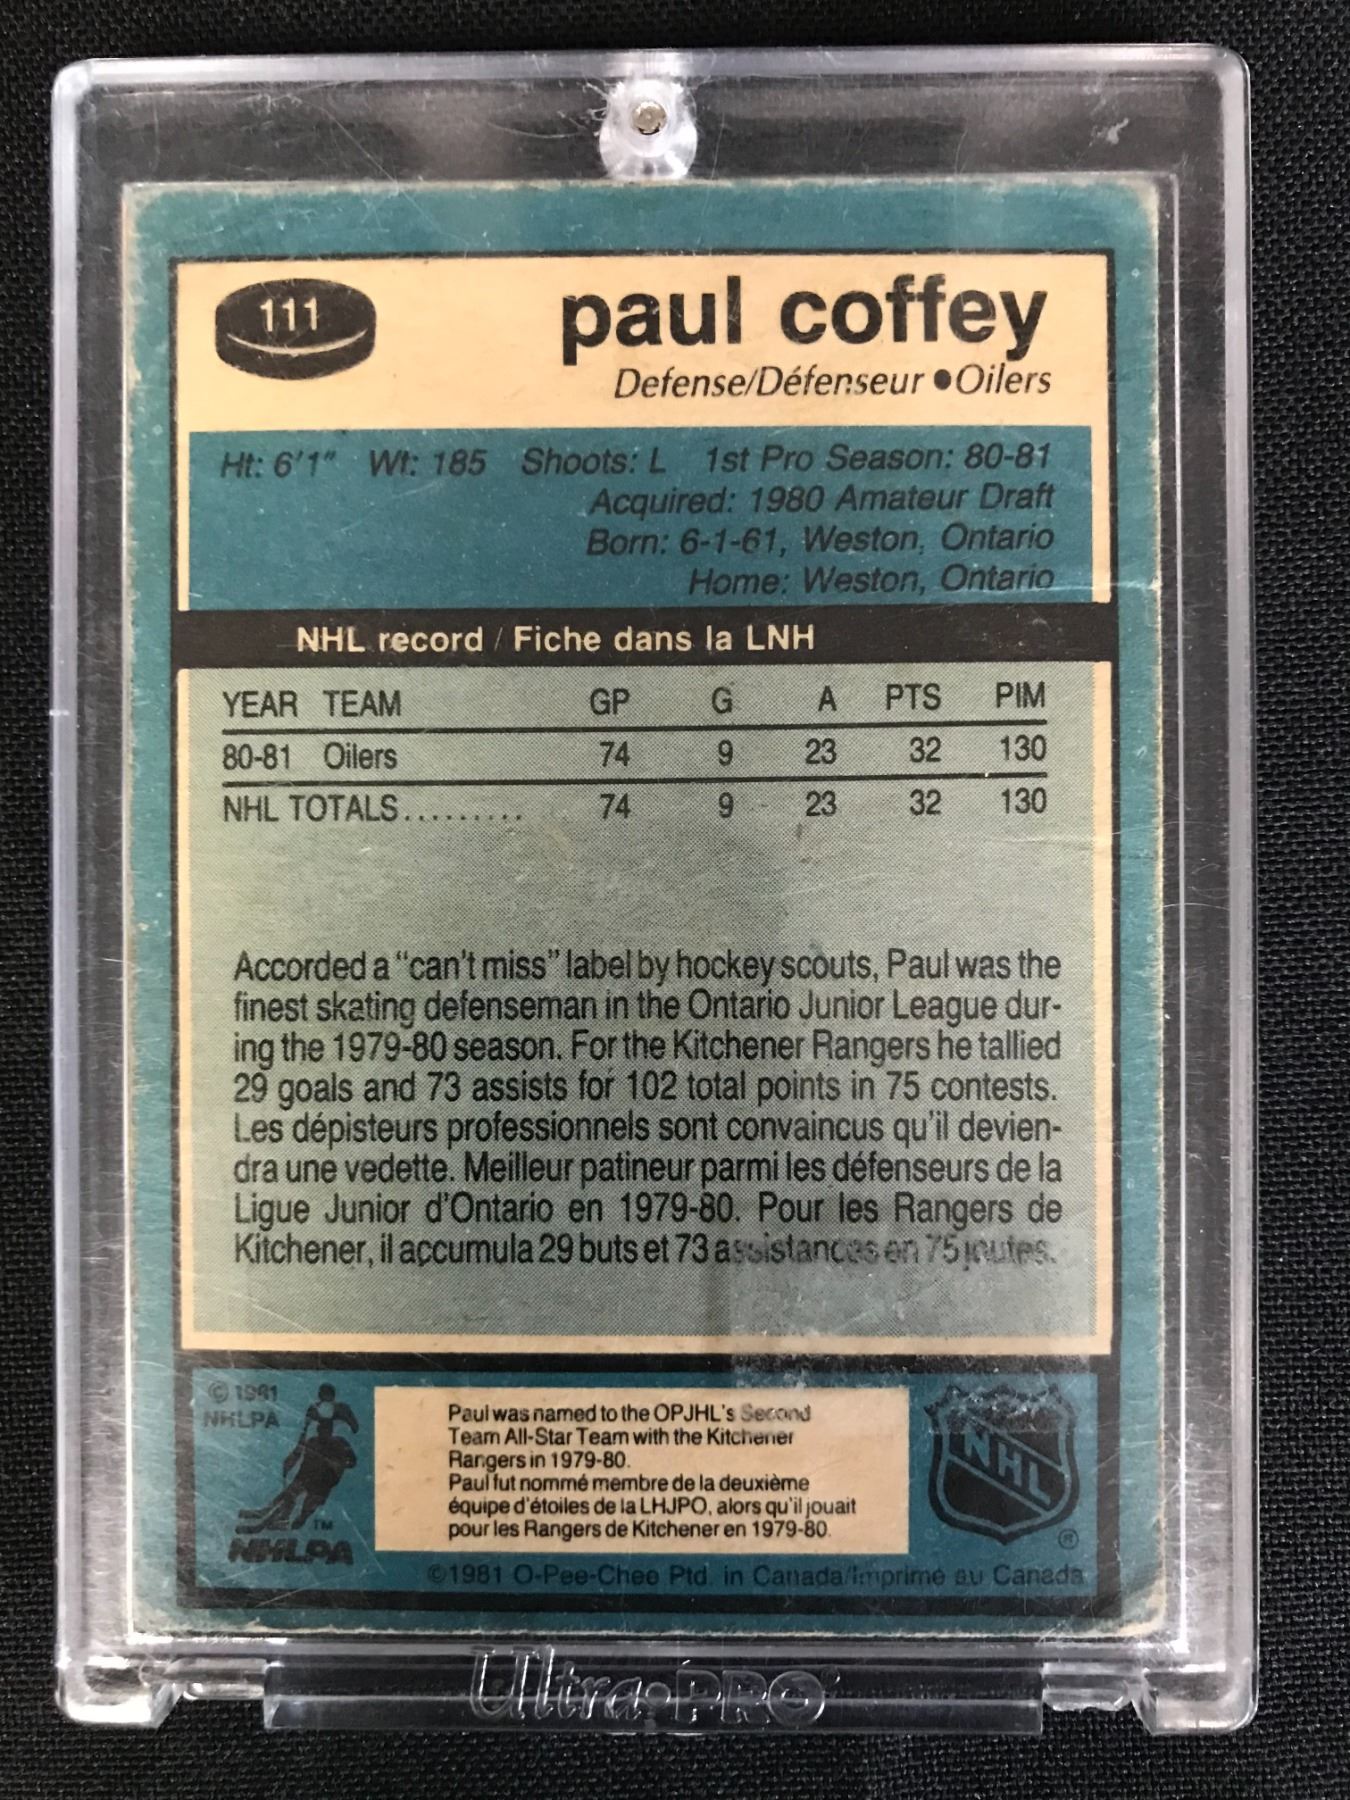 111
paul coffey
Defense/Défenseur ● Oilers
Ht: 6'1" Wt: 185 Shoots: L 1st Pro Season: 80-81
Acquired: 1980 Amateur Draft
Born: 6-1-61, Weston, Ontario
Home: Weston, Ontario
NHL record / Fiche dans la LNH
YEAR TEAM GP G A PTS PIM
80-81 Oilers 74 9 23 32 130
NHL TOTALS......... 74 9 23 32 130
Accorded a "can't miss" label by hockey scouts, Paul was the
finest skating defenseman in the Ontario Junior League dur-
ing the 1979-80 season. For the Kitchener Rangers he tallied
29 goals and 73 assists for 102 total points in 75 contests.
Les dépisteurs professionnels sont convaincus qu'il devien-
dra une vedette. Meilleur patineur parmi les défenseurs de la
Ligue Junior d'Ontario en 1979-80. Pour les Rangers de
Kitchener, il accumula 29 buts et 73 assistances en 75 joutes.
© 1981
NHLPA
TM
NHLPA
Paul was named to the OPJHL's Second
Team All-Star Team with the Kitchener
Rangers in 1979-80.
Paul fut nommé membre de la deuxième
équipe d'étoiles de la LHJPO, alors qu'il jouait
pour les Rangers de Kitchener en 1979-80.
NHL
®
©1981 O-Pee-Chee Ptd. in Canada/Imprimé au Canada
Ultra·PRO®